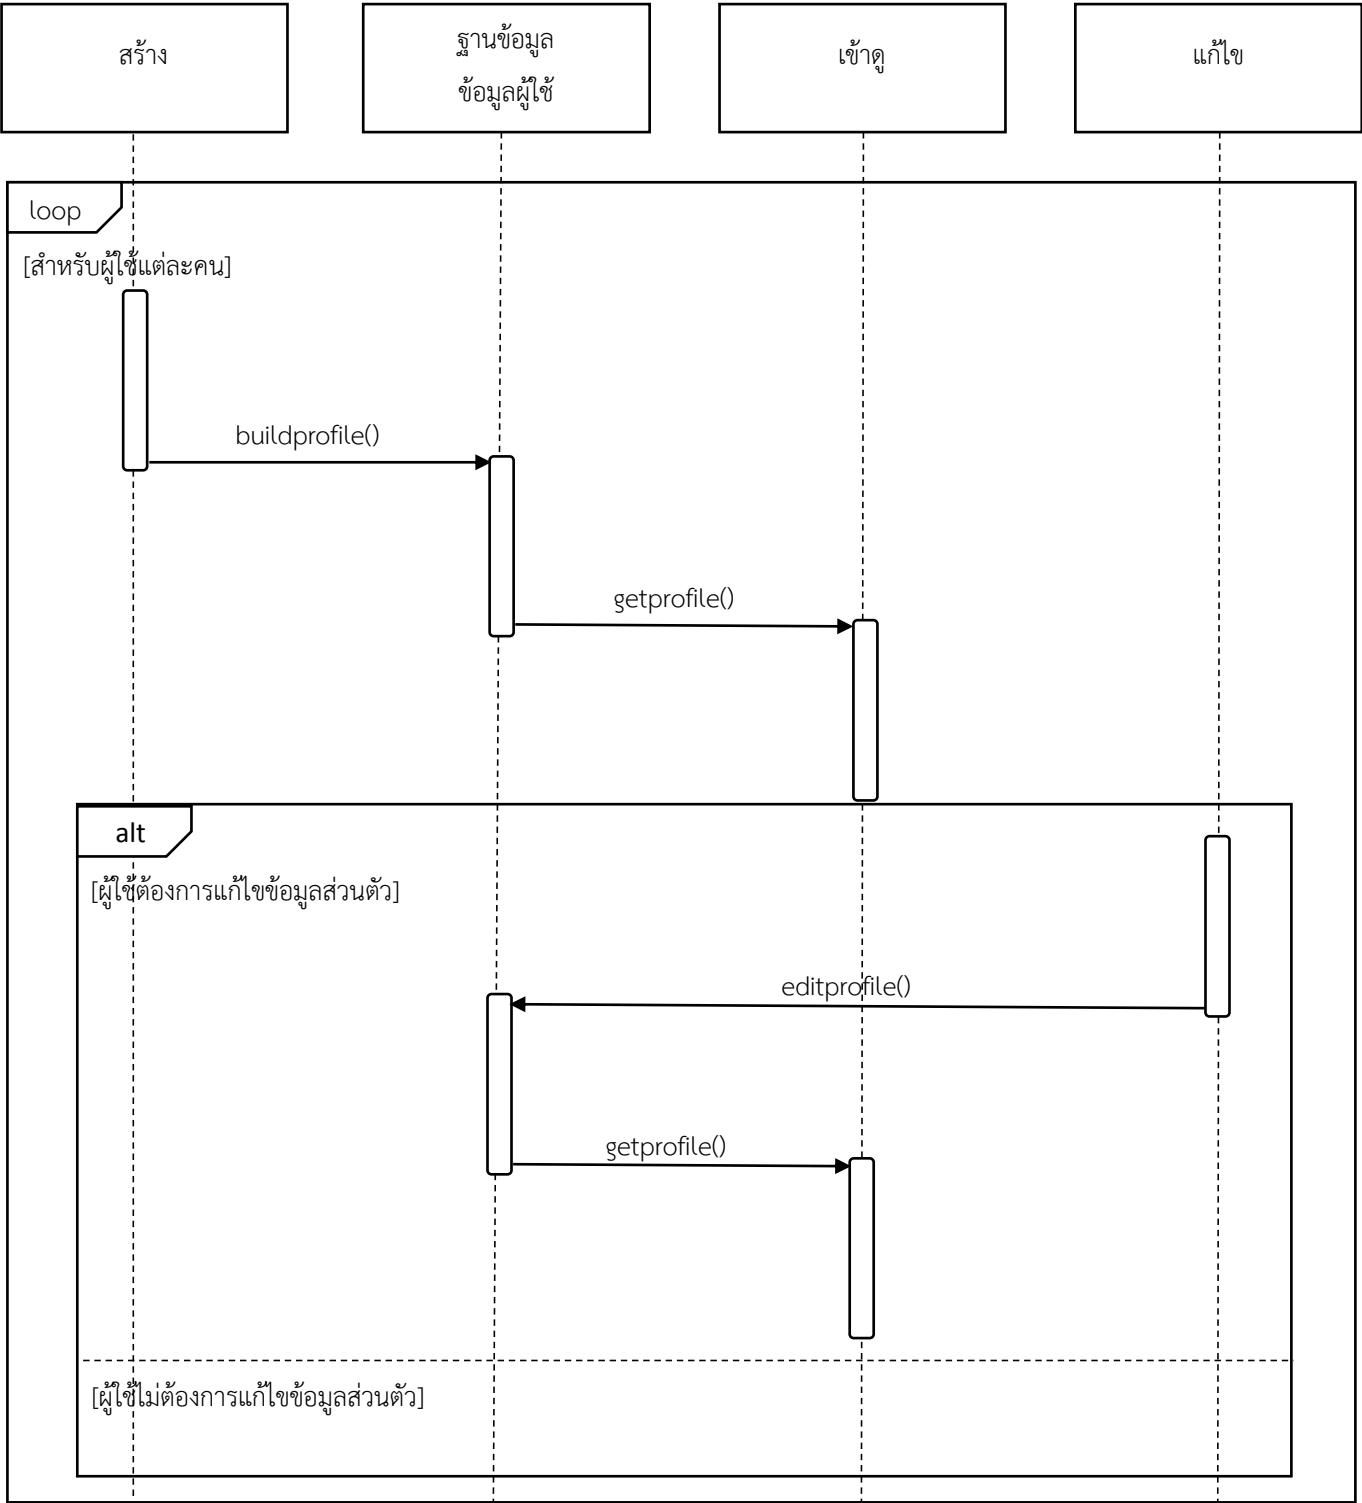 สร้าง
ฐานข้อมูล
ข้อมูลผู้ใช้
เข้าดู
แก้ไข
loop
[สำหรับผู้ใช้แต่ละคน]
buildprofile()
getprofile()
alt
[ผู้ใช้ต้องการแก้ไขข้อมูลส่วนตัว]
editprofile()
getprofile()
[ผู้ใช้ไม่ต้องการแก้ไขข้อมูลส่วนตัว]